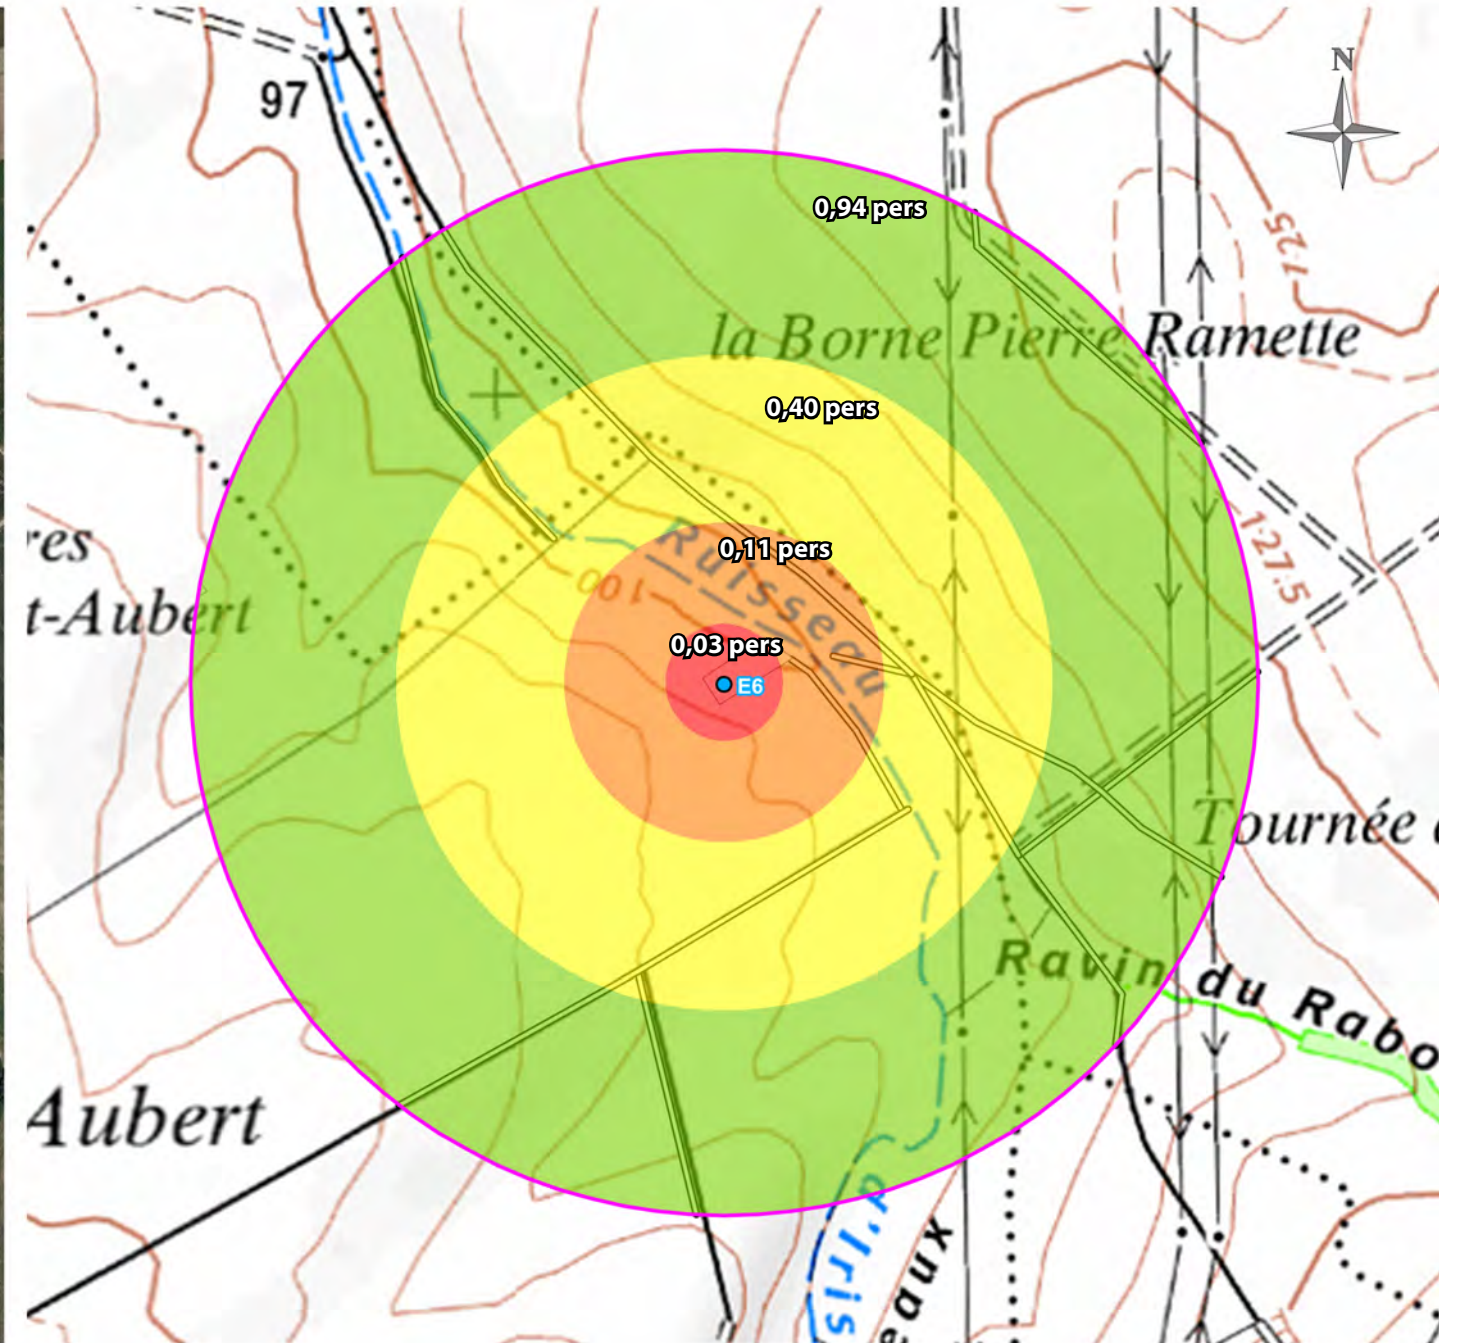 N
97
0,94 pers
125
la Borne Pierre Ramette
0,40 pers
res
127.5
Ruisseau
0,11 pers
100
t-Aubert
0,03 pers
E6
Tournée
Ravin du Rabo
Aubert
d'Iris
eaux